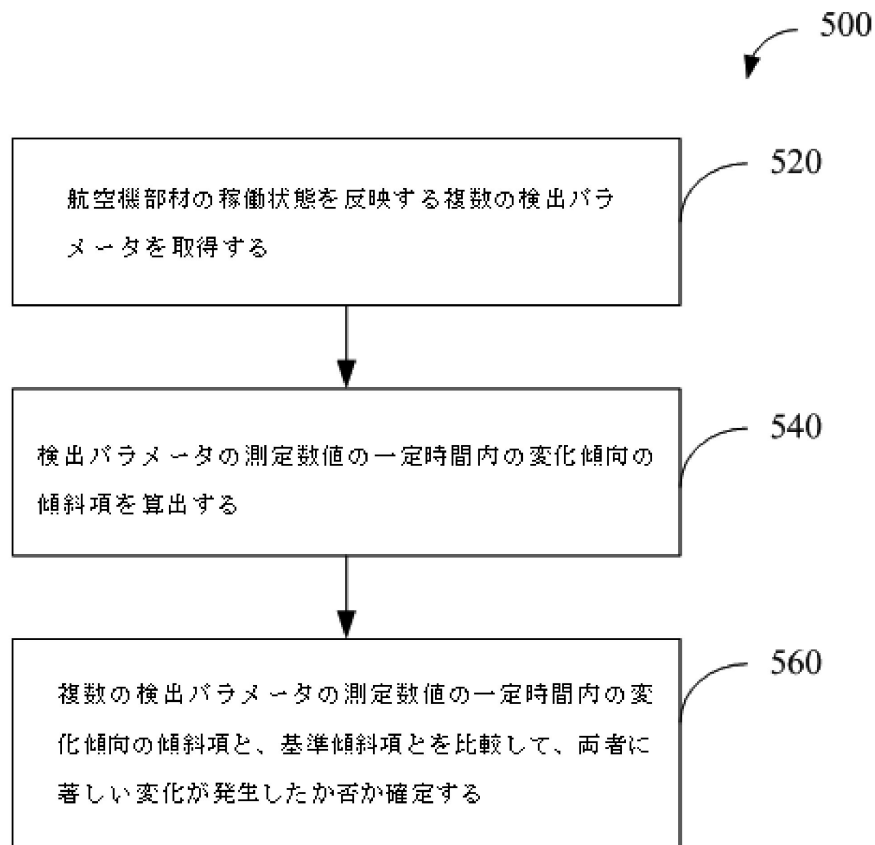 500
520
航空機部材の稼働状態を反映する複数の検出パラ
メータを取得する
540
検出パラメータの測定数値の一定時間内の変化傾向の
傾斜項を算出する
560
複数の検出パラメータの測定数値の一定時間内の変
化傾向の傾斜項と、基準傾斜項とを比較して、両者に
著しい変化が発生したか否か確定する